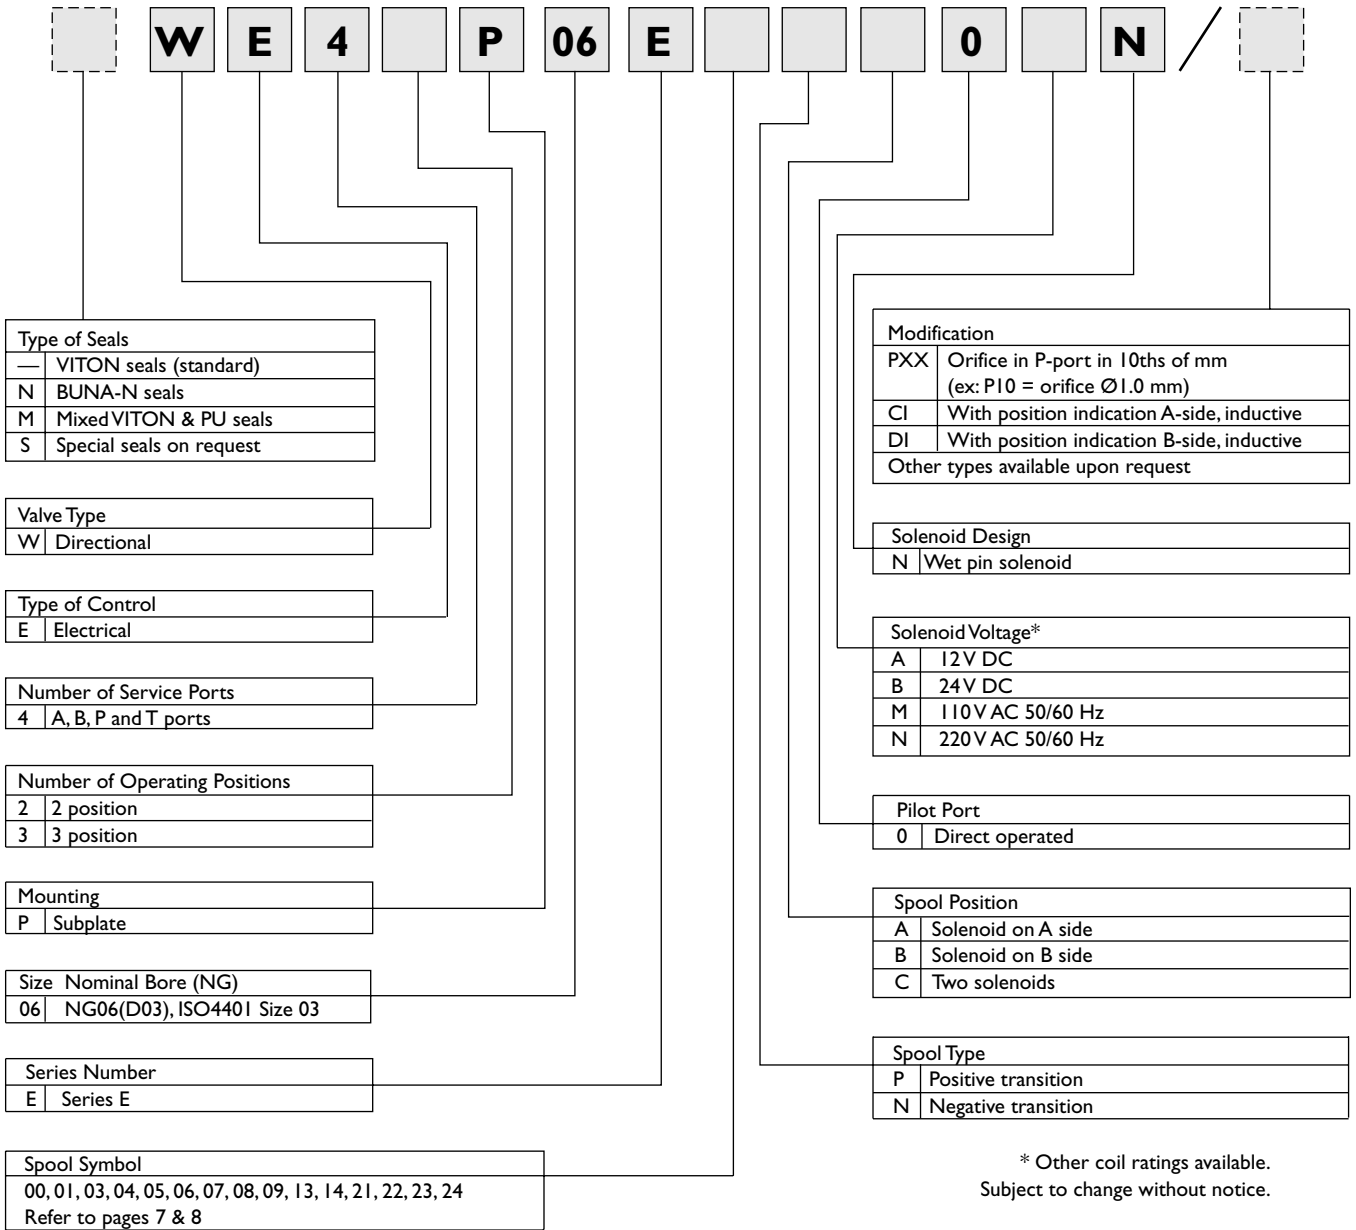 W E 4 P 06 E 0 N /
Type of Seals
— VITON seals (standard)
N BUNA-N seals
M Mixed VITON & PU seals
S Special seals on request
Valve Type
W Directional
Type of Control
E Electrical
Number of Service Ports
4 A, B, P and T ports
Number of Operating Positions
2 2 position
3 3 position
Mounting
P Subplate
Size Nominal Bore (NG)
06 NG06(D03), ISO4401 Size 03
Series Number
E Series E
Spool Symbol
00, 01, 03, 04, 05, 06, 07, 08, 09, 13, 14, 21, 22, 23, 24
Refer to pages 7 & 8
Modification
PXX Orifice in P-port in 10ths of mm
(ex: P10 = orifice Ø1.0 mm)
CI With position indication A-side, inductive
DI With position indication B-side, inductive
Other types available upon request
Solenoid Design
N Wet pin solenoid
Solenoid Voltage*
A 12V DC
B 24V DC
M 110V AC 50/60 Hz
N 220V AC 50/60 Hz
Pilot Port
0 Direct operated
Spool Position
A Solenoid on A side
B Solenoid on B side
C Two solenoids
Spool Type
P Positive transition
N Negative transition
* Other coil ratings available.
Subject to change without notice.